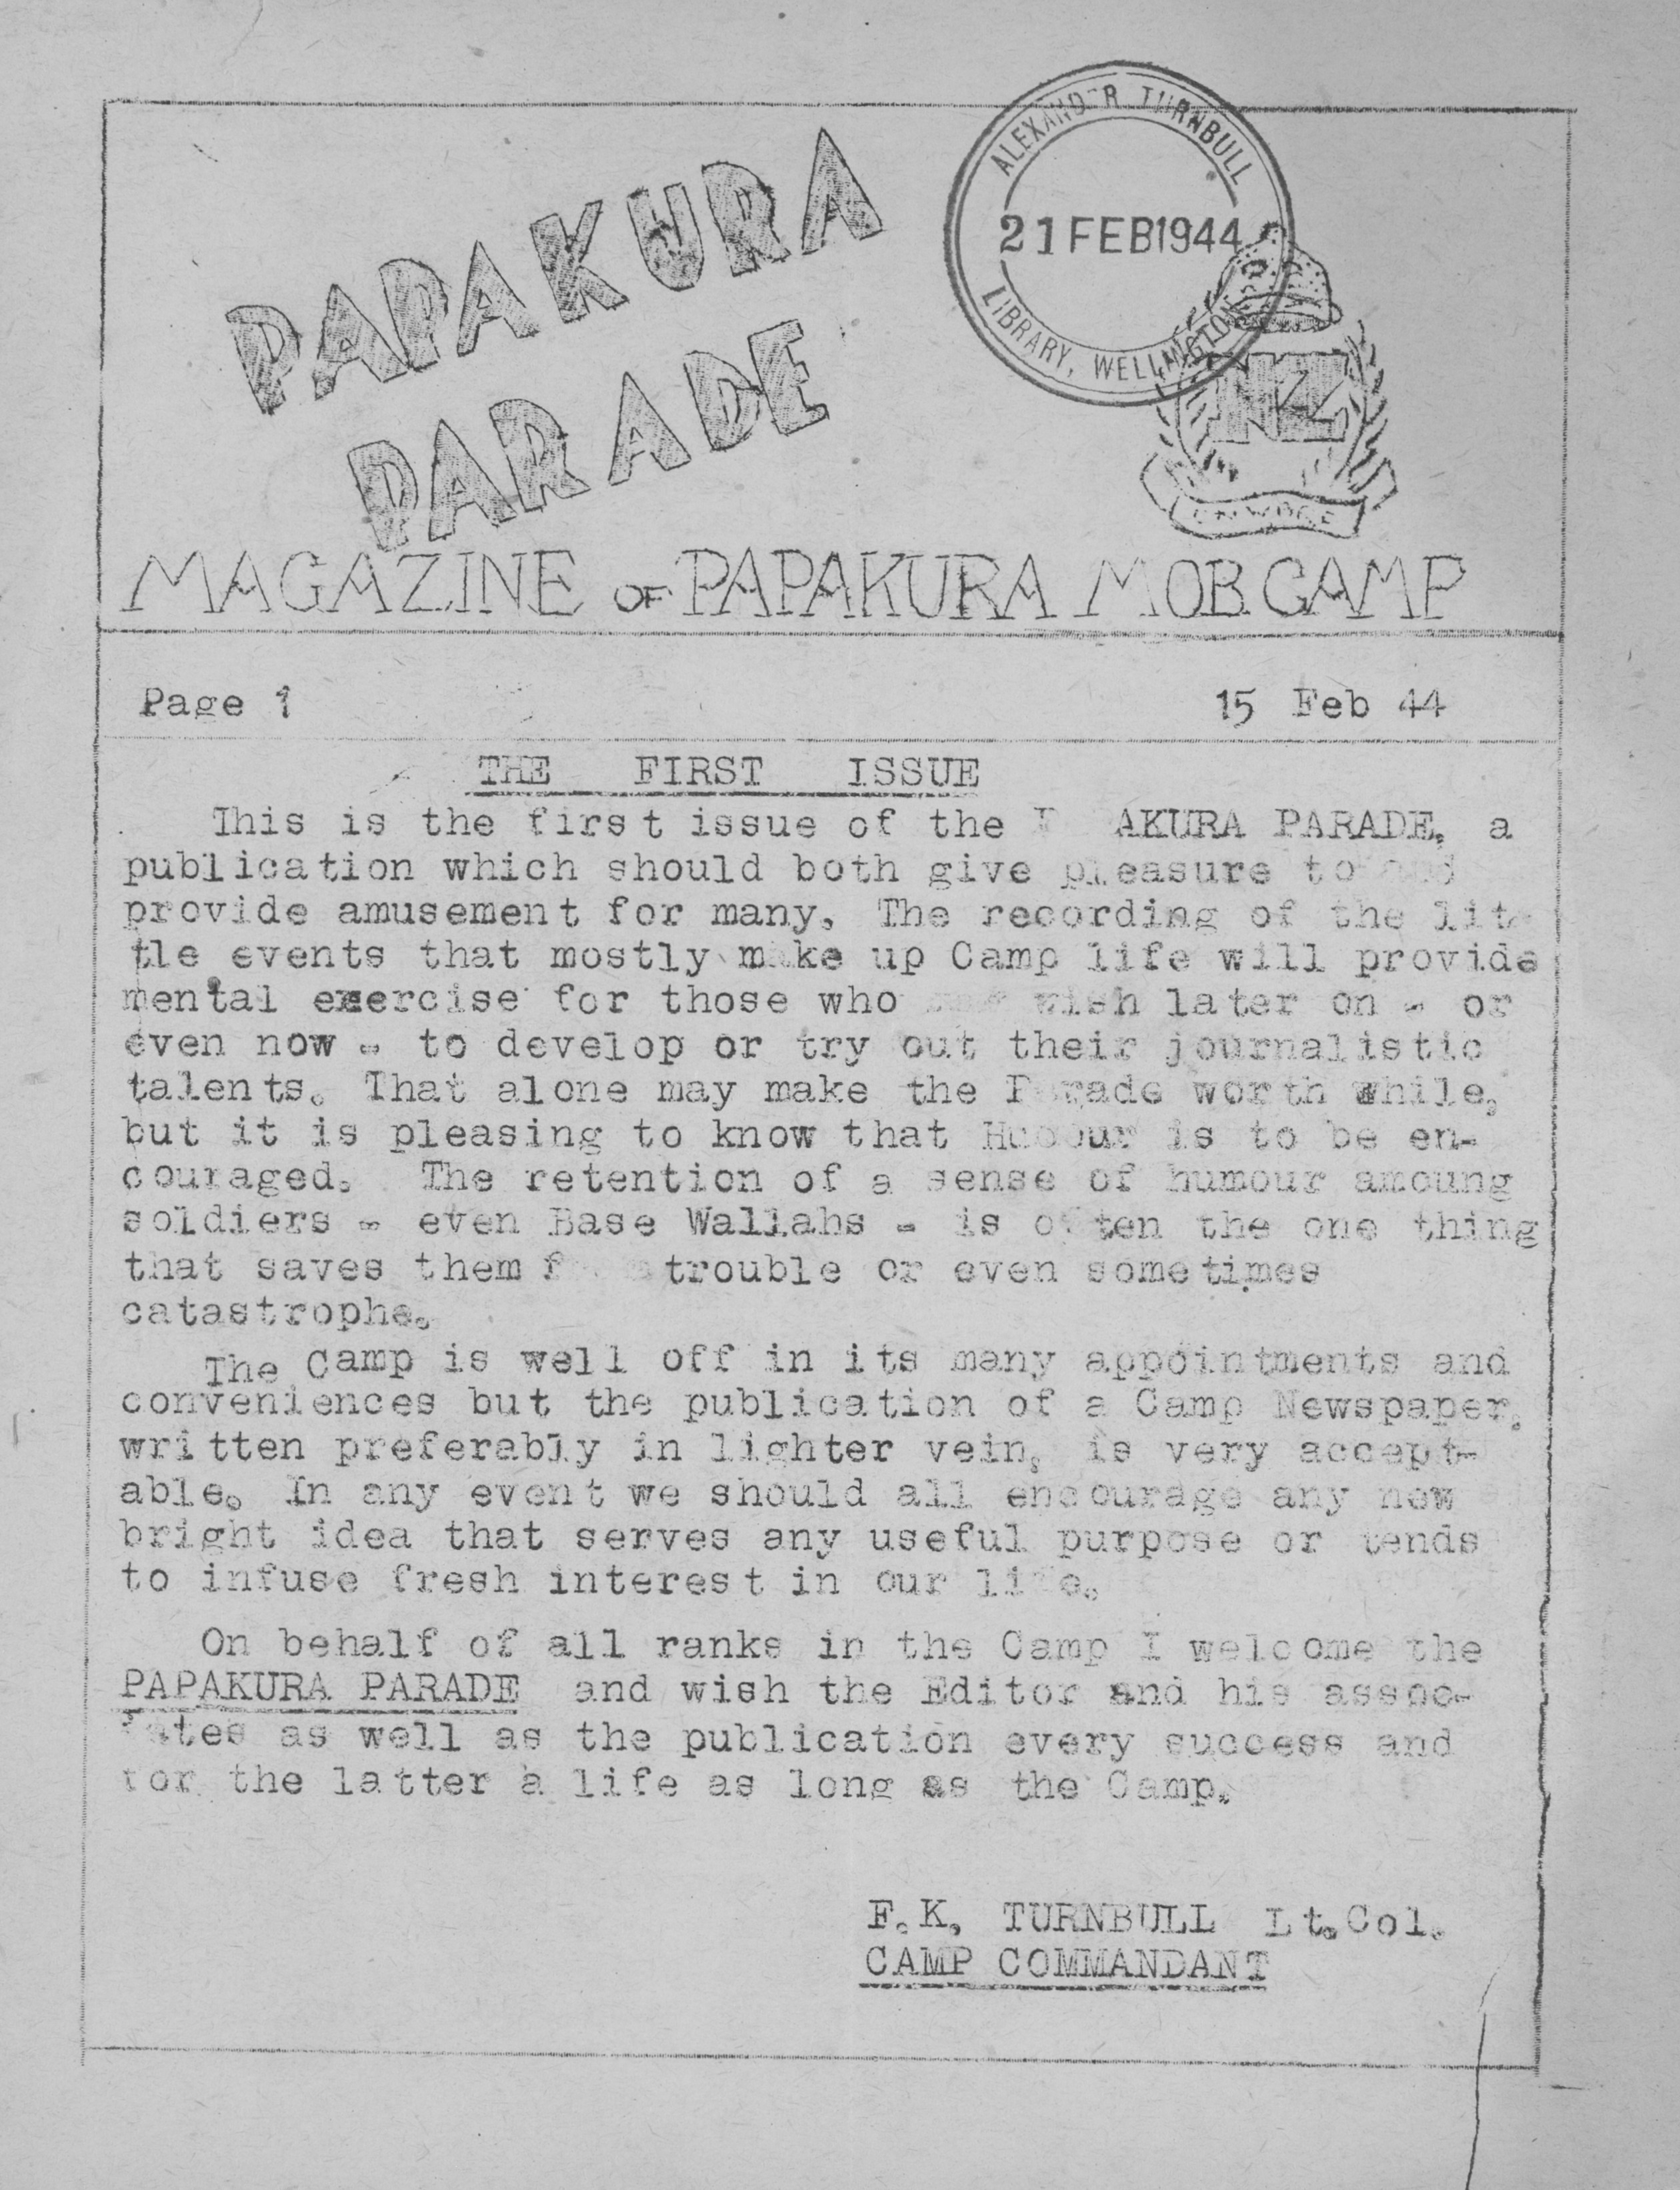 PAPAKURA
PARADE
ALEXANDER TURNBULL
21 FEB 1944
LIBRARY, WELLINGTON
NZ
ONWARD
MAGAZINE OF PAPAKURA MOB CAMP
Page 1
15 Feb 44
THE FIRST ISSUE
This is the first issue of the AKURA PARADE, a
publication which should both give pleasure to and
provide amusement for many. The recording of the lit-
tle events that mostly make up Camp life will provide
mental exercise for those who wish later on - or
even now - to develop or try out their journalistic
talents. That alone may make the Parade worth while,
but it is pleasing to know that Humour is to be en-
couraged. The retention of a sense of humour amoung
soldiers - even Base Wallahs - is often the one thing
that saves them trouble or even sometimes
catastrophe.
The Camp is well off in its many appointments and
conveniences but the publication of a Camp Newspaper,
written preferably in lighter vein, is very accept-
able. In any event we should all encourage any new
bright idea that serves any useful purpose or tends
to infuse fresh interest in our life.
On behalf of all ranks in the Camp I welcome the
PAPAKURA PARADE and wish the Editor and his assoc-
iates as well as the publication every success and
for the latter a life as long as the Camp.
F.K. TURNBULL Lt.Col.
CAMP COMMANDANT